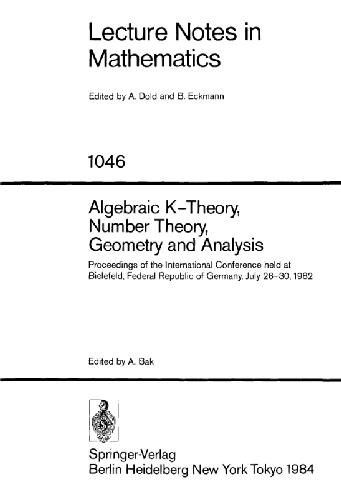 Lecture Notes in
Mathematics
Edited by A. Dold and B. Eckmann
1046
Algebraic K-Theory,
Number Theory,
Geometry and Analysis
Proceedings of the International Conference held at
Bielefeld, Federal Republic of Germany, July 26-30, 1982
Edited by A. Bak
Springer-Verlag
Berlin Heidelberg New York Tokyo 1984